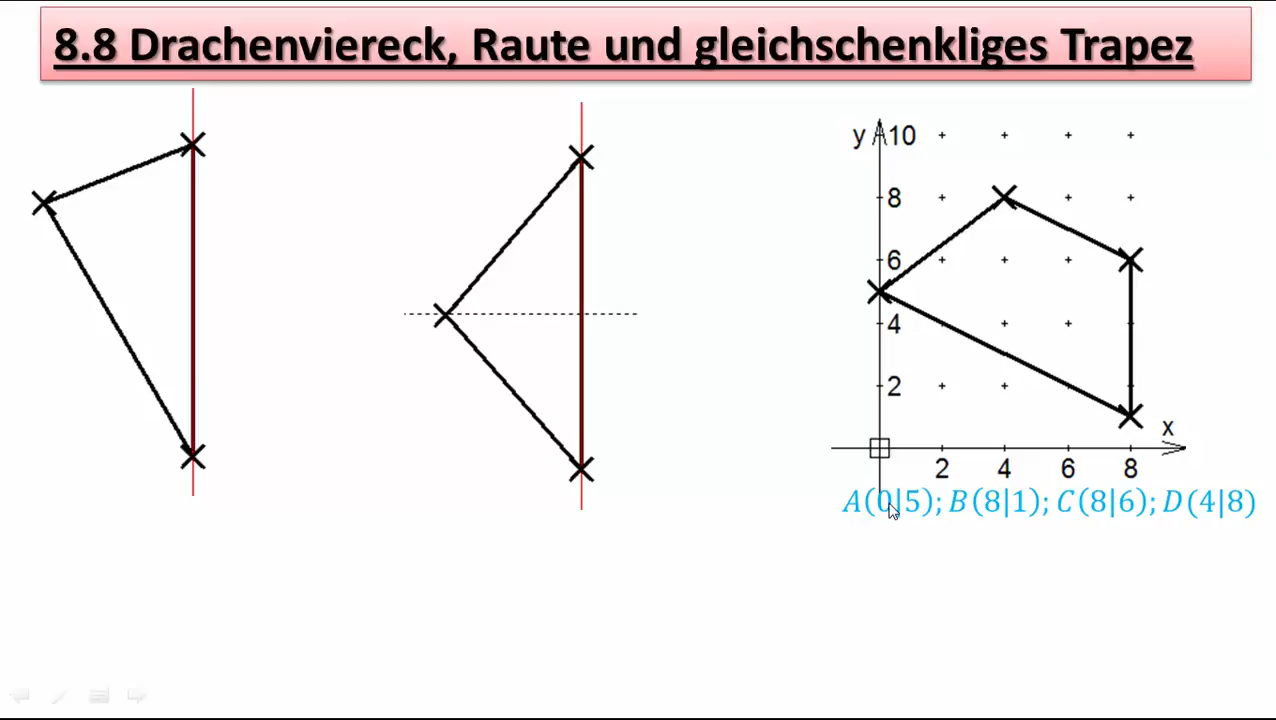 8.8 Drachenviereck, Raute und gleichschenkliges Trapez
y 10
8
6
4
2
x
2 4 6 8
A(0|5); B(8|1); C(8|6); D(4|8)